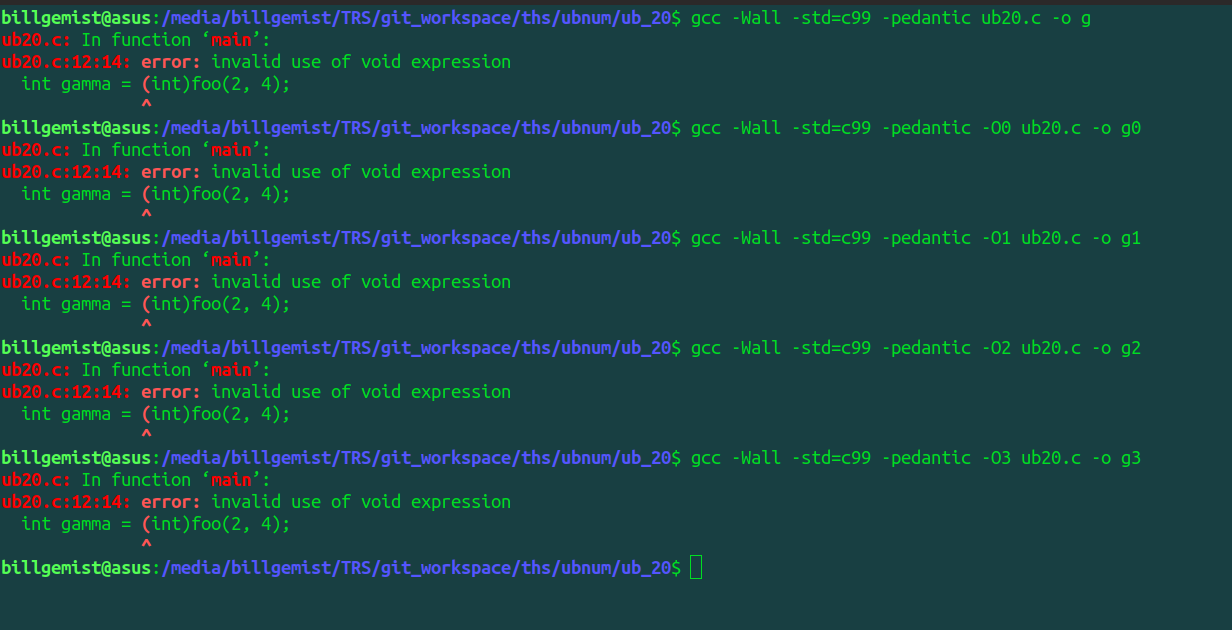 billgemist@asus:/media/billgemist/TRS/git_workspace/ths/ubnum/ub_20$ gcc -Wall -std=c99 -pedantic ub20.c -o g
ub20.c: In function ‘main’:
ub20.c:12:14: error: invalid use of void expression
  int gamma = (int)foo(2, 4);
              ^
billgemist@asus:/media/billgemist/TRS/git_workspace/ths/ubnum/ub_20$ gcc -Wall -std=c99 -pedantic -O0 ub20.c -o g0
ub20.c: In function ‘main’:
ub20.c:12:14: error: invalid use of void expression
  int gamma = (int)foo(2, 4);
              ^
billgemist@asus:/media/billgemist/TRS/git_workspace/ths/ubnum/ub_20$ gcc -Wall -std=c99 -pedantic -O1 ub20.c -o g1
ub20.c: In function ‘main’:
ub20.c:12:14: error: invalid use of void expression
  int gamma = (int)foo(2, 4);
              ^
billgemist@asus:/media/billgemist/TRS/git_workspace/ths/ubnum/ub_20$ gcc -Wall -std=c99 -pedantic -O2 ub20.c -o g2
ub20.c: In function ‘main’:
ub20.c:12:14: error: invalid use of void expression
  int gamma = (int)foo(2, 4);
              ^
billgemist@asus:/media/billgemist/TRS/git_workspace/ths/ubnum/ub_20$ gcc -Wall -std=c99 -pedantic -O3 ub20.c -o g3
ub20.c: In function ‘main’:
ub20.c:12:14: error: invalid use of void expression
  int gamma = (int)foo(2, 4);
              ^
billgemist@asus:/media/billgemist/TRS/git_workspace/ths/ubnum/ub_20$